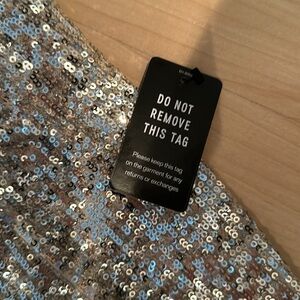 DO NOT
REMOVE
THIS TAG
Please keep this tag
on the garment for any
returns or exchanges